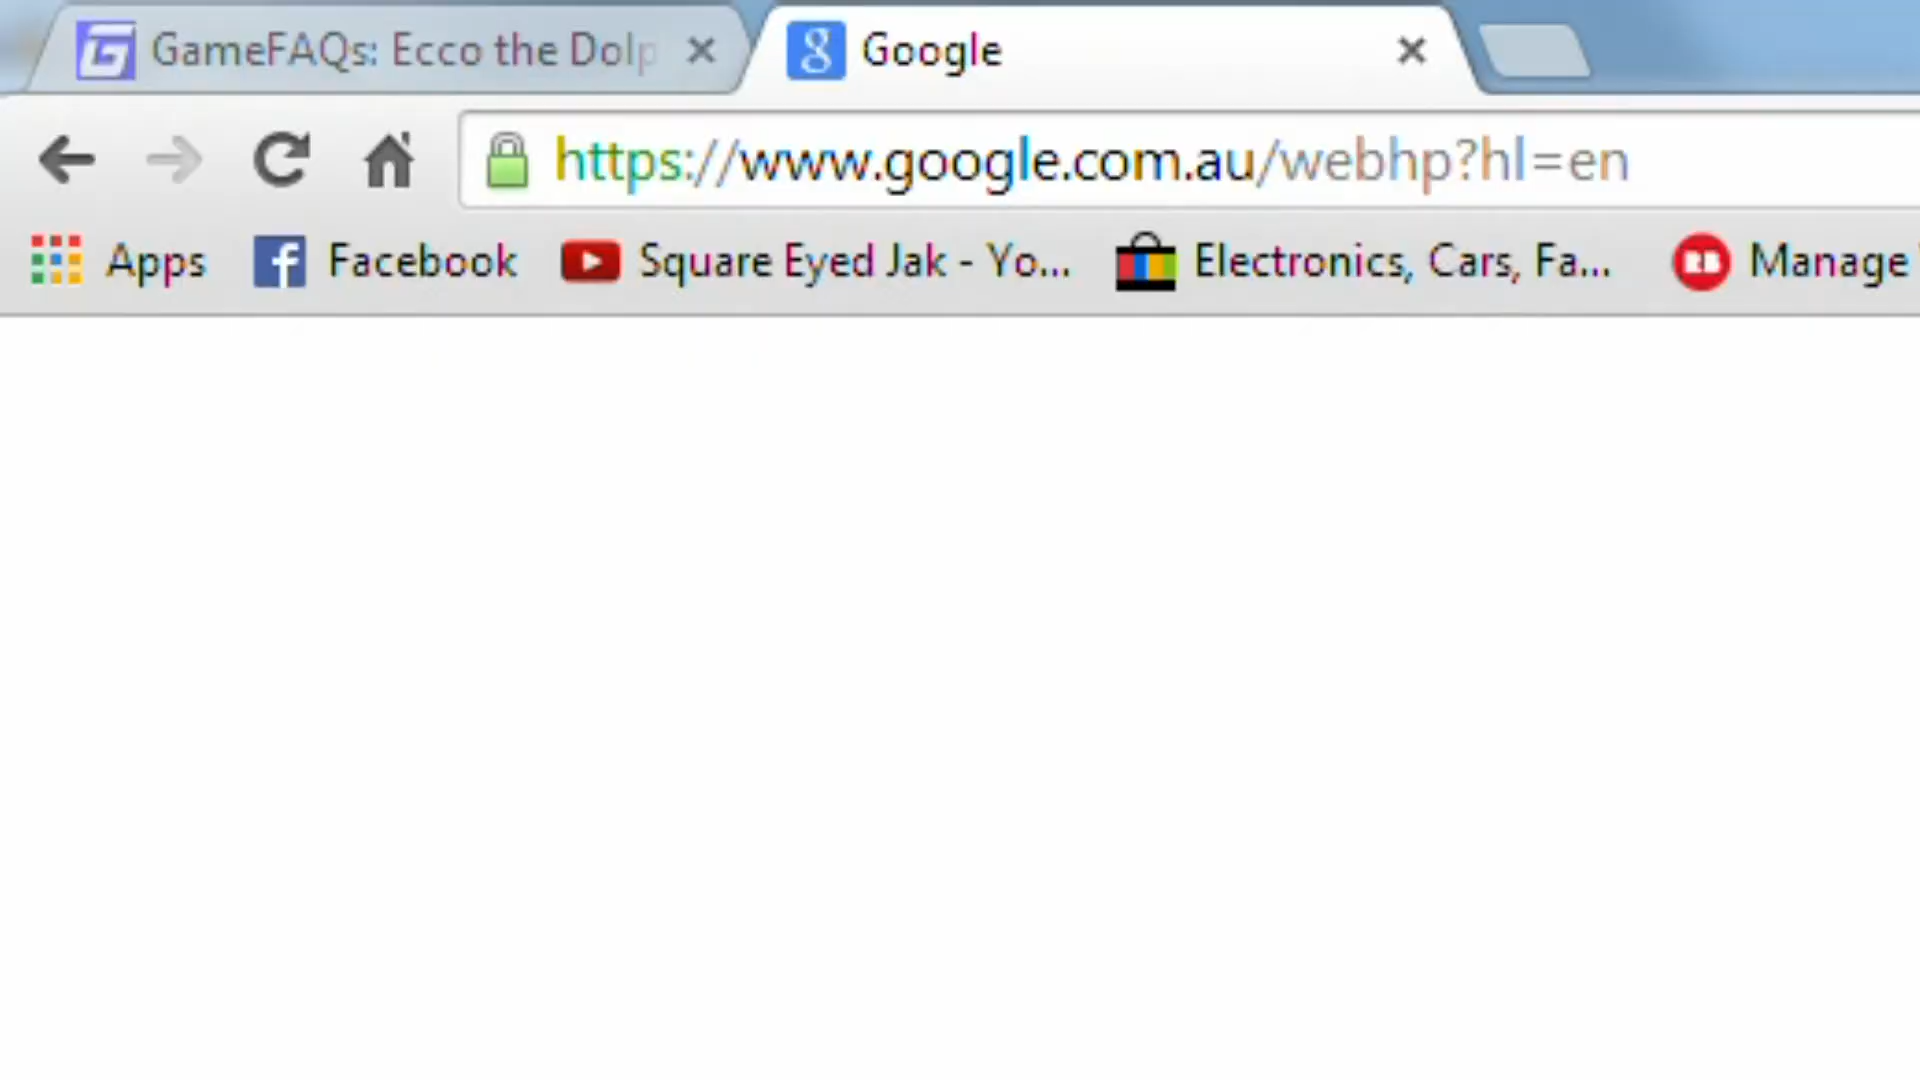 GameFAQs: Ecco the Dolp
Google
https://www.google.com.au/webhp?hl=en
Apps Facebook Square Eyed Jak - Yo... Electronics, Cars, Fa... Manage